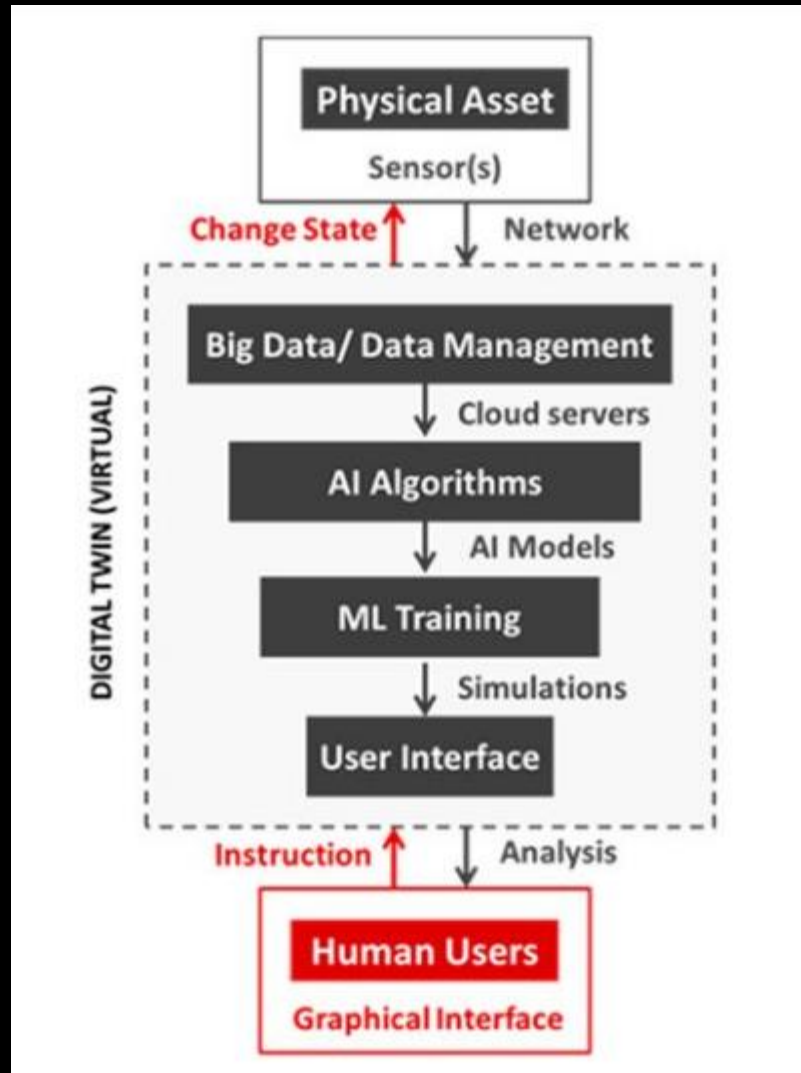 Physical Asset
Sensor(s)
Change State
Network
DIGITAL TWIN (VIRTUAL)
Big Data/ Data Management
Cloud servers
AI Algorithms
AI Models
ML Training
Simulations
User Interface
Instruction
Analysis
Human Users
Graphical Interface